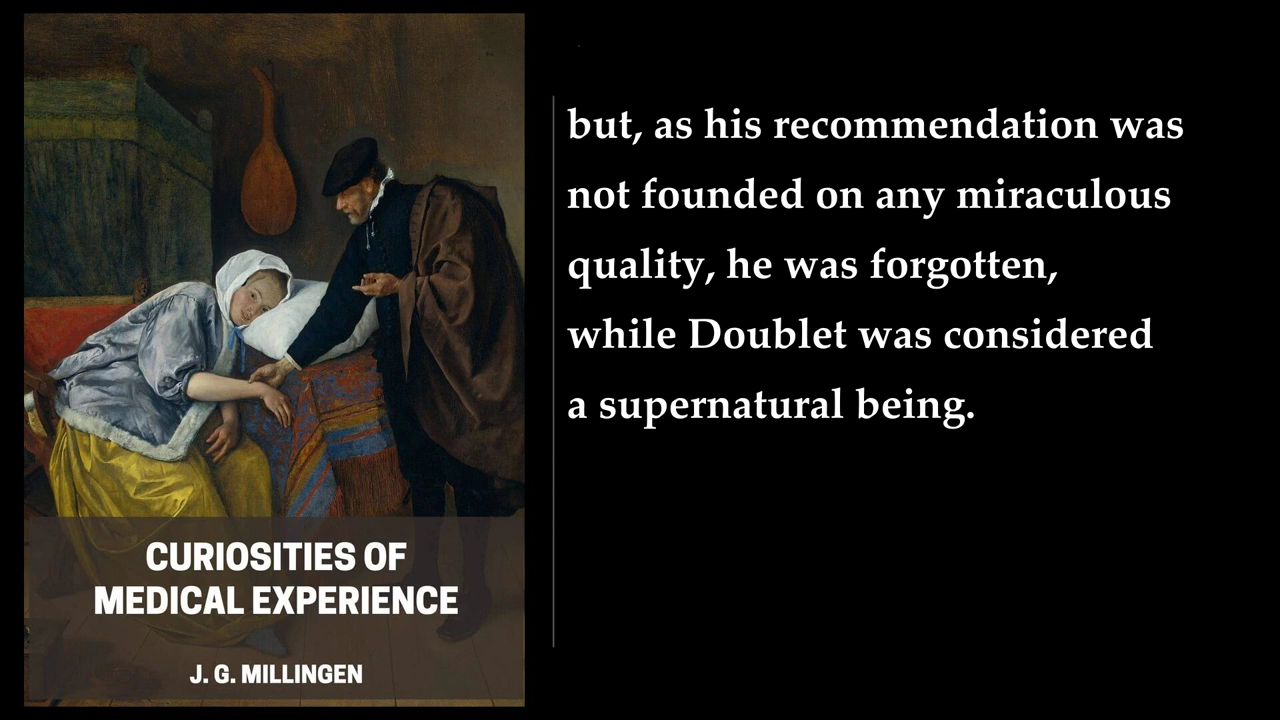 but, as his recommendation was
not founded on any miraculous
quality, he was forgotten,
while Doublet was considered
a supernatural being.
CURIOSITIES OF
MEDICAL EXPERIENCE
J. G. MILLINGEN